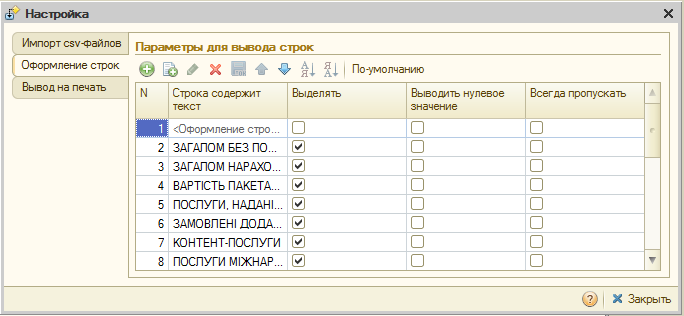 Настройка
Импорт csv-файлов
Оформление строк
Вывод на печать
Параметры для вывода строк
По-умолчанию
N Строка содержит текст Выделять Выводить нулевое значение Всегда пропускать
1 <Оформление стро...
2 ЗАГАЛОМ БЕЗ ПО...
3 ЗАГАЛОМ НАРАХО...
4 ВАРТІСТЬ ПАКЕТА...
5 ПОСЛУГИ, НАДАНІ...
6 ЗАМОВЛЕНІ ДОДА...
7 КОНТЕНТ-ПОСЛУГИ
8 ПОСЛУГИ МІЖНАР...
? Закрыть